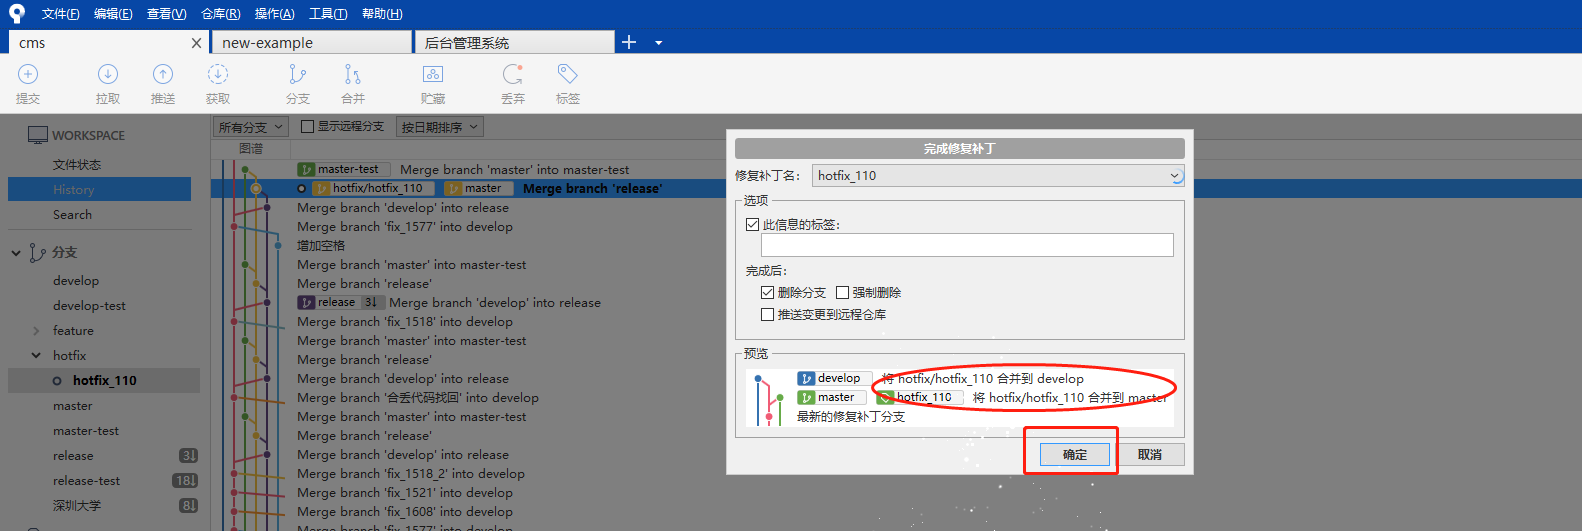 文件(F) 编辑(E) 查看(V) 仓库(R) 操作(A) 工具(T) 帮助(H)
cms new-example 后台管理系统
提交 拉取 推送 获取 分支 合并 贮藏 丢弃 标签
WORKSPACE
文件状态
History
Search
分支
develop
develop-test
feature
hotfix
hotfix_110
master
master-test
release 3↓
release-test 18↓
深圳大学 8↓
所有分支 显示远程分支 按日期排序
图谱
master-test Merge branch 'master' into master-test
hotfix/hotfix_110 master Merge branch 'release'
Merge branch 'develop' into release
Merge branch 'fix_1577' into develop
增加空格
Merge branch 'master' into master-test
Merge branch 'release'
release 3↓ Merge branch 'develop' into release
Merge branch 'fix_1518' into develop
Merge branch 'master' into master-test
Merge branch 'release'
Merge branch 'develop' into release
Merge branch '合丢代码找回' into develop
Merge branch 'master' into master-test
Merge branch 'release'
Merge branch 'develop' into release
Merge branch 'fix_1518_2' into develop
Merge branch 'fix_1521' into develop
Merge branch 'fix_1608' into develop
Merge branch 'fix_1577' into develop
完成修复补丁
修复补丁名: hotfix_110
选项
此信息的标签:
完成后:
删除分支 强制删除
推送变更到远程仓库
预览
develop 将 hotfix/hotfix_110 合并到 develop
master hotfix_110 将 hotfix/hotfix_110 合并到 master
最新的修复补丁分支
确定 取消